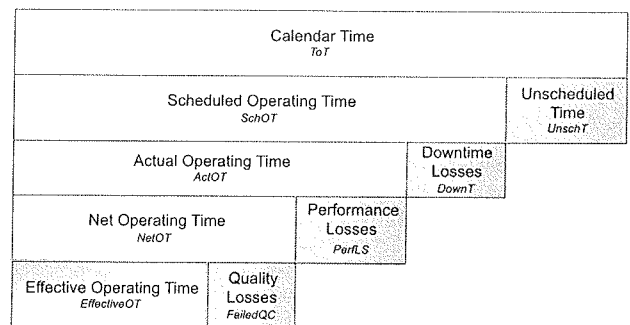 Calendar Time
ToT
Scheduled Operating Time
SchOT
Unscheduled
Time
UnschT
Actual Operating Time
ActOT
Downtime
Losses
DownT
Net Operating Time
NetOT
Performance
Losses
PerfLS
Effective Operating Time
EffectiveOT
Quality
Losses
FailedQC